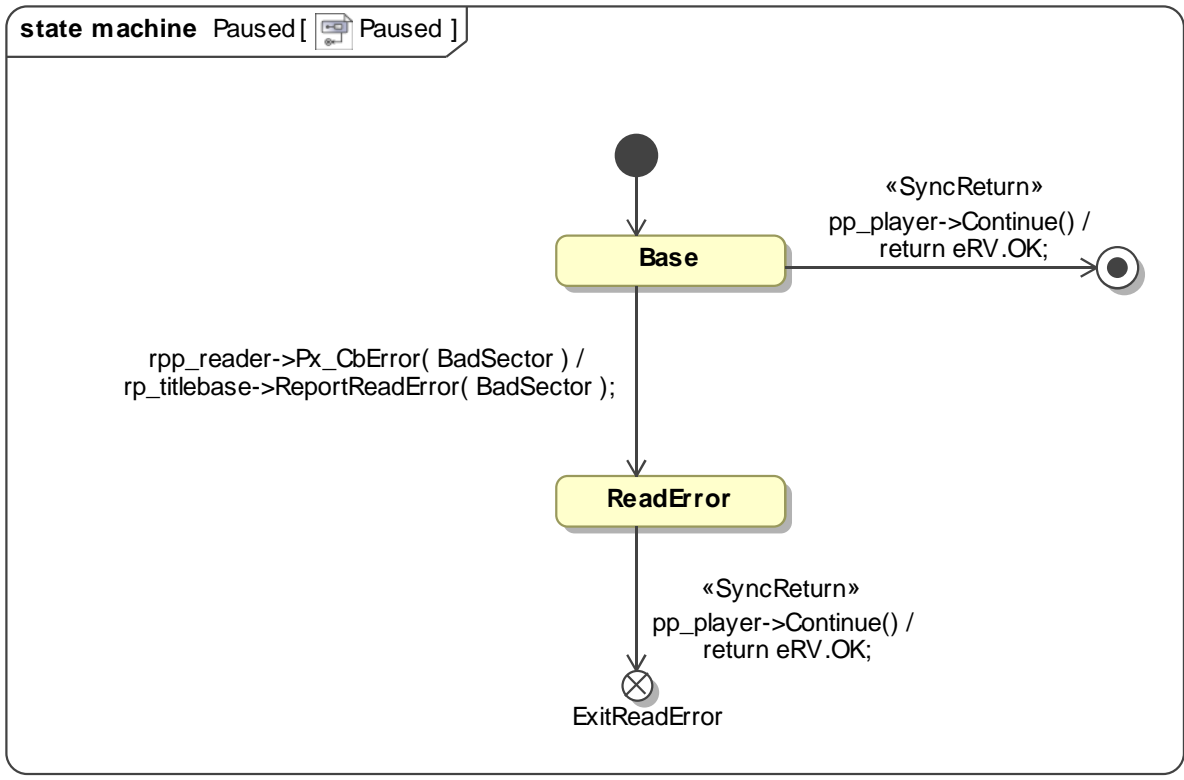 state machine Paused [ Paused ]
«SyncReturn»
pp_player->Continue() /
return eRV.OK;
Base
rpp_reader->Px_CbError( BadSector ) /
rp_titlebase->ReportReadError( BadSector );
ReadError
«SyncReturn»
pp_player->Continue() /
return eRV.OK;
ExitReadError